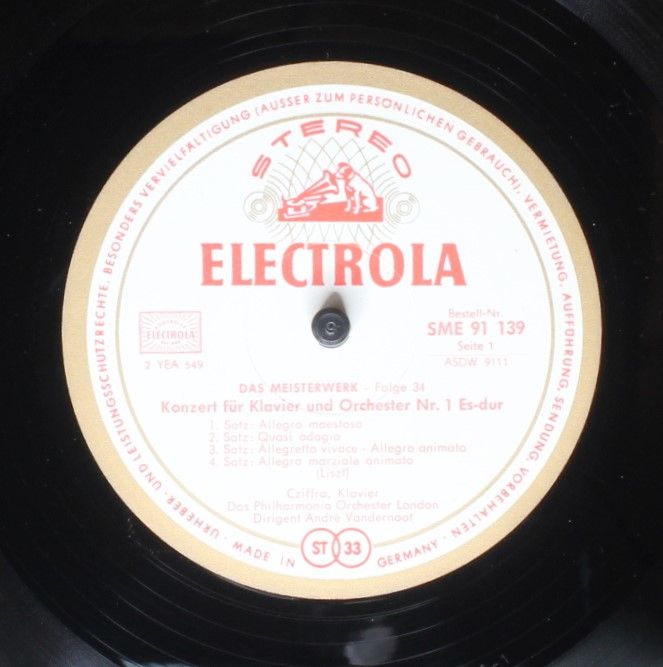 URHEBER- UND LEISTUNGSSCHUTZRECHTE, BESONDERS VERVIELFÄLTIGUNG (AUSSER ZUM PERSÖNLICHEN GEBRAUCH), VERMIETUNG, AUFFÜHRUNG, SENDUNG, VORBEHALTEN · MADE IN GERMANY ·
STEREO
ELECTROLA
Bestell-Nr.
SME 91 139
Seite 1
ASDW 9111
ELECTROLA
2 YEA 549
DAS MEISTERWERK - Folge 34
Konzert für Klavier und Orchester Nr. 1 Es-dur
1. Satz: Allegro maestoso
2. Satz: Quasi adagio
3. Satz: Allegretto vivace - Allegro animato
4. Satz: Allegro marziale animato
(Liszt)
Cziffra, Klavier
Das Philharmonia Orchester London
Dirigent André Vandernoot
ST 33